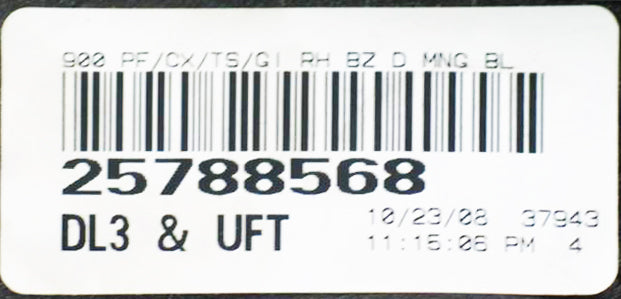 900 PF/CX/TS/GI RH BZ D MNG BL
25788568
DL3 & UFT
10/23/08 37943
11:15:06 PM 4